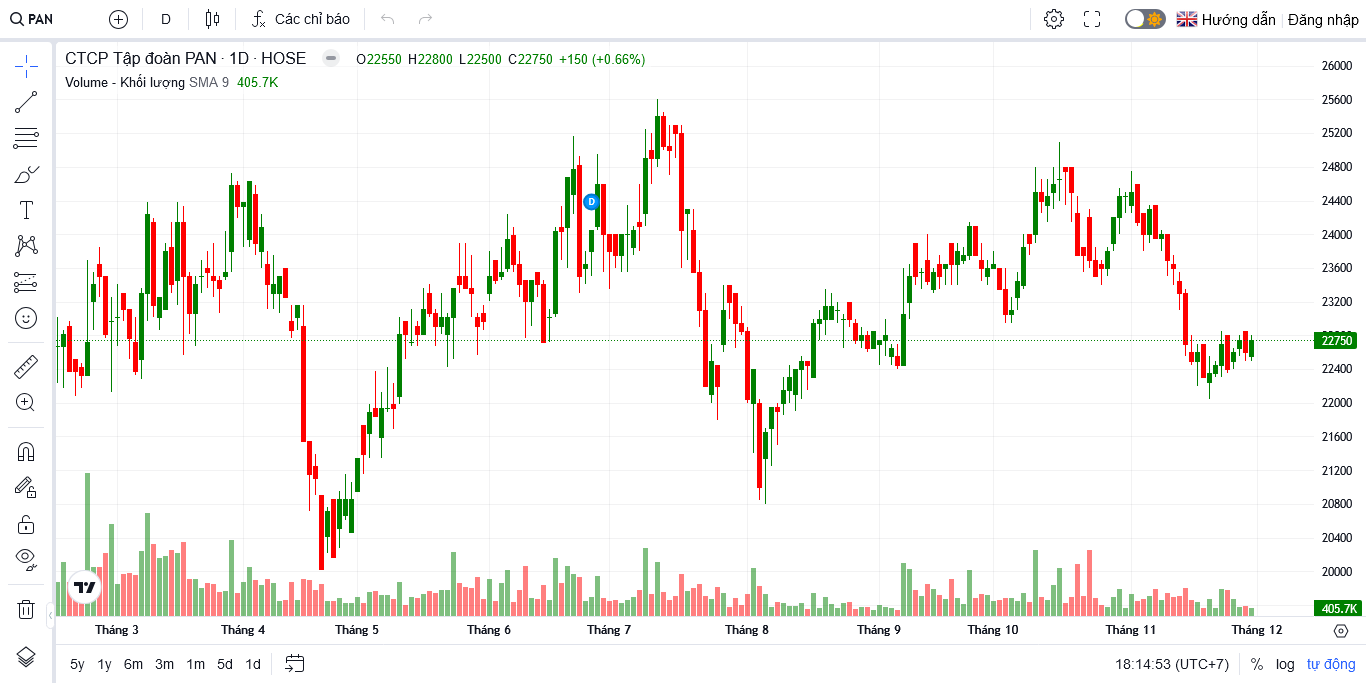 PAN D Các chỉ báo Hướng dẫn Đăng nhập
CTCP Tập đoàn PAN · 1D · HOSE O22550 H22800 L22500 C22750 +150 (+0.66%)
Volume - Khối lượng SMA 9 405.7K
26000
25600
25200
24800
24400
24000
23600
23200
22750
22400
22000
21600
21200
20800
20400
20000
405.7K
D
Tháng 3 Tháng 4 Tháng 5 Tháng 6 Tháng 7 Tháng 8 Tháng 9 Tháng 10 Tháng 11 Tháng 12
5y 1y 6m 3m 1m 5d 1d 18:14:53 (UTC+7) % log tự động